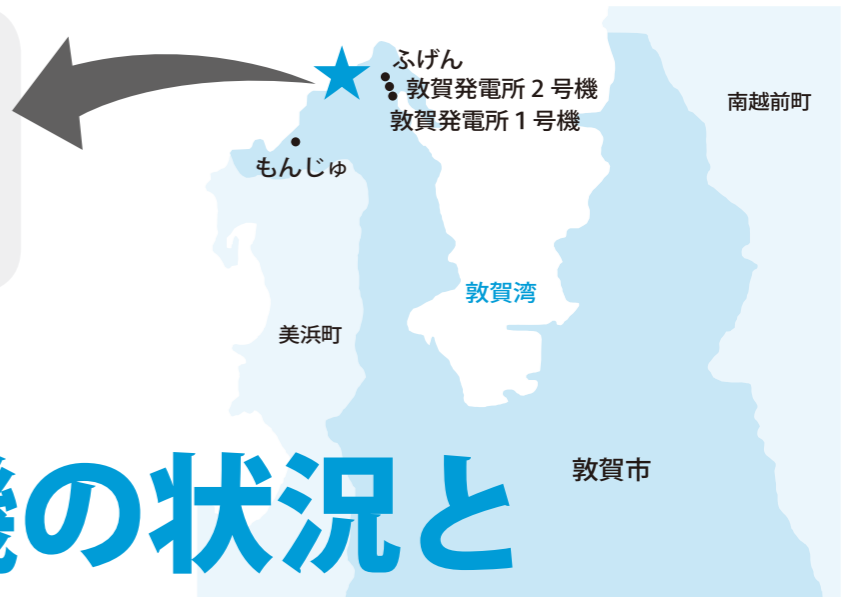 ふげん
敦賀発電所 2 号機
敦賀発電所 1 号機
南越前町
もんじゅ
敦賀湾
美浜町
敦賀市
機の状況と